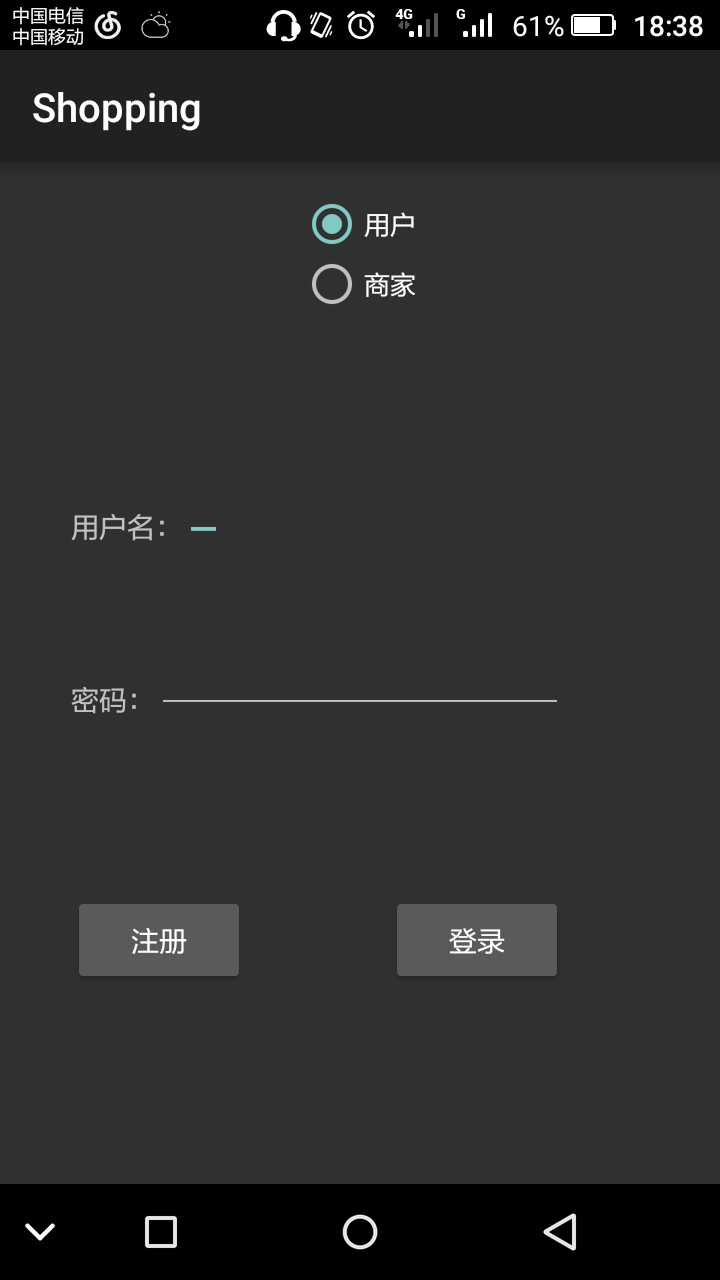 中国电信
中国移动
4G
G
61%
18:38
Shopping
用户
商家
用户名：
密码：
注册
登录